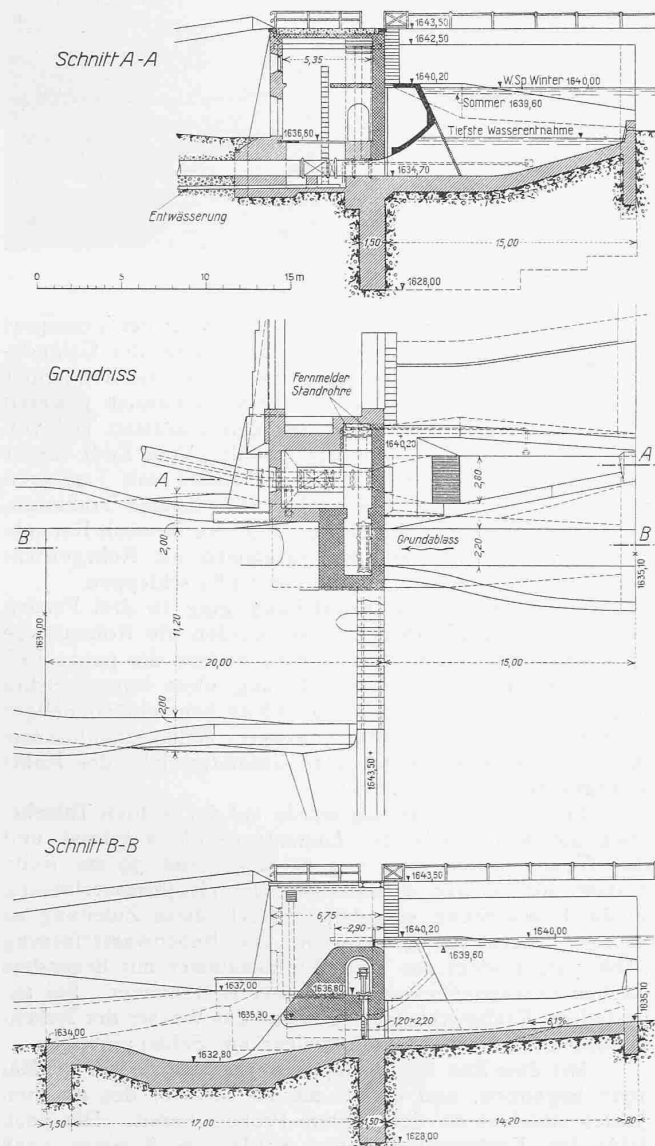 Schnitt A-A
1643,50
1642,50
5,35
1640,20
W.Sp. Winter 1640,00
Sommer 1639,60
1636,80
Tiefste Wasserentnahme
1634,70
Entwässerung
1,50
15,00
0 5 10 15 m
1628,00
Grundriss
Fernmelder
Standrohre
1640,20
A
A
2,80
B
B
2,00
Grundablass
2,20
1635,10
1634,00
11,20
20,00
15,00
2,00
1643,50
Schnitt B-B
1643,50
6,75
2,90
1640,20
1640,00
1639,60
1637,00
1636,80
1635,30
1,20×2,20
6,1%
1635,10
1634,00
1632,80
1,50
17,00
1,50
14,20
80
1628,00